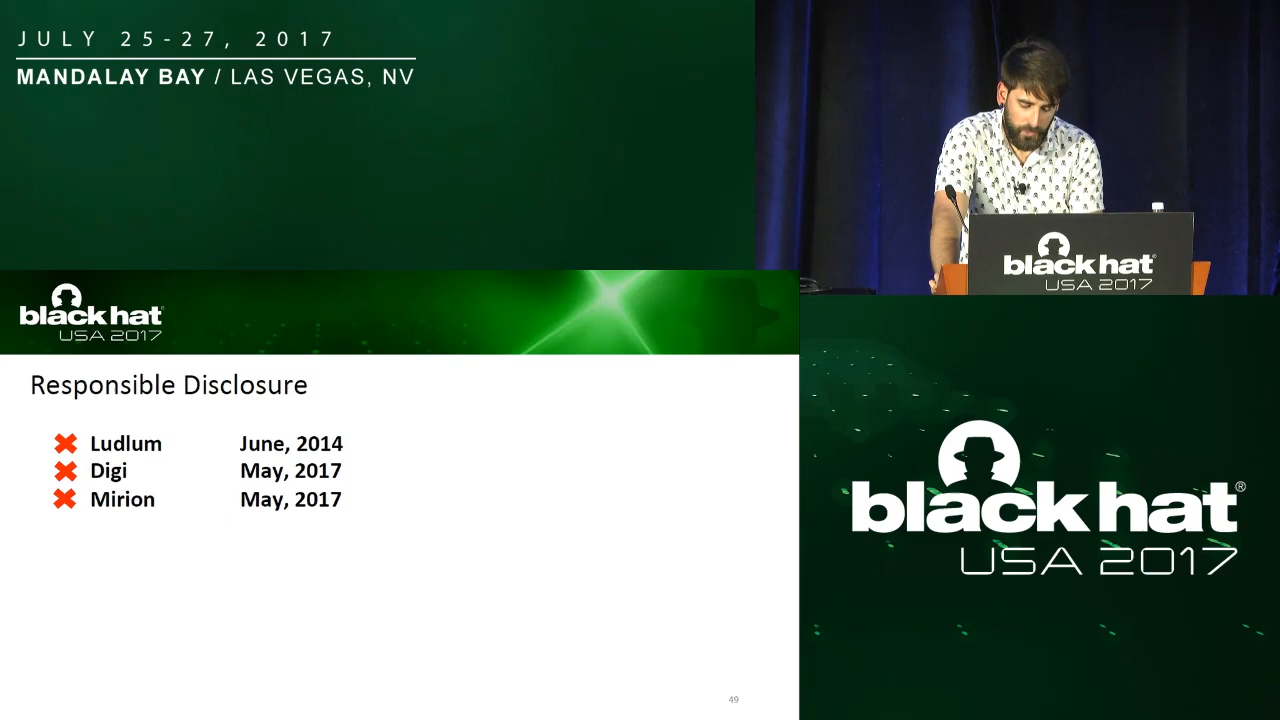 JULY 25-27, 2017
MANDALAY BAY / LAS VEGAS, NV
black hat
USA 2017
black hat
USA 2017
Responsible Disclosure
Ludlum June, 2014
Digi May, 2017
Mirion May, 2017
black hat®
USA 2017
49